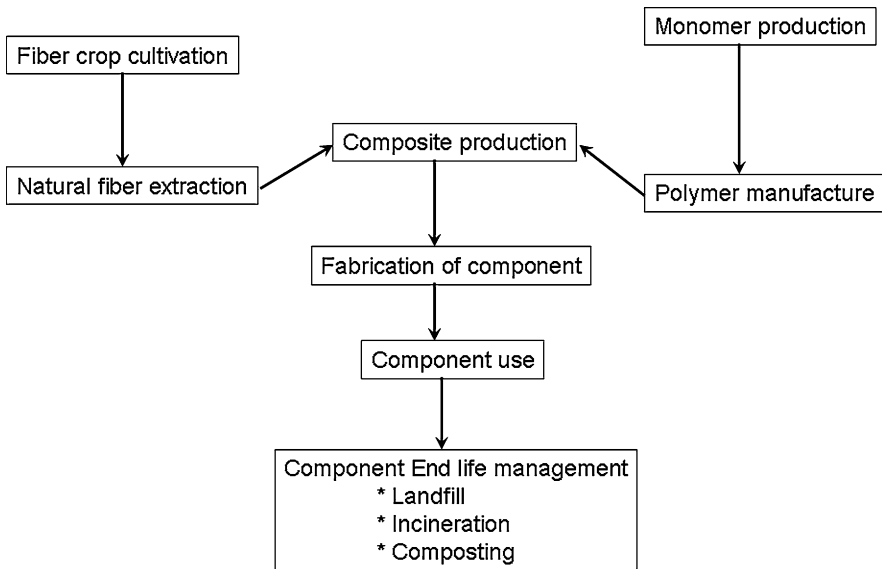 Fiber crop cultivation
Monomer production
Composite production
Natural fiber extraction
Polymer manufacture
Fabrication of component
Component use
Component End life management
* Landfill
* Incineration
* Composting